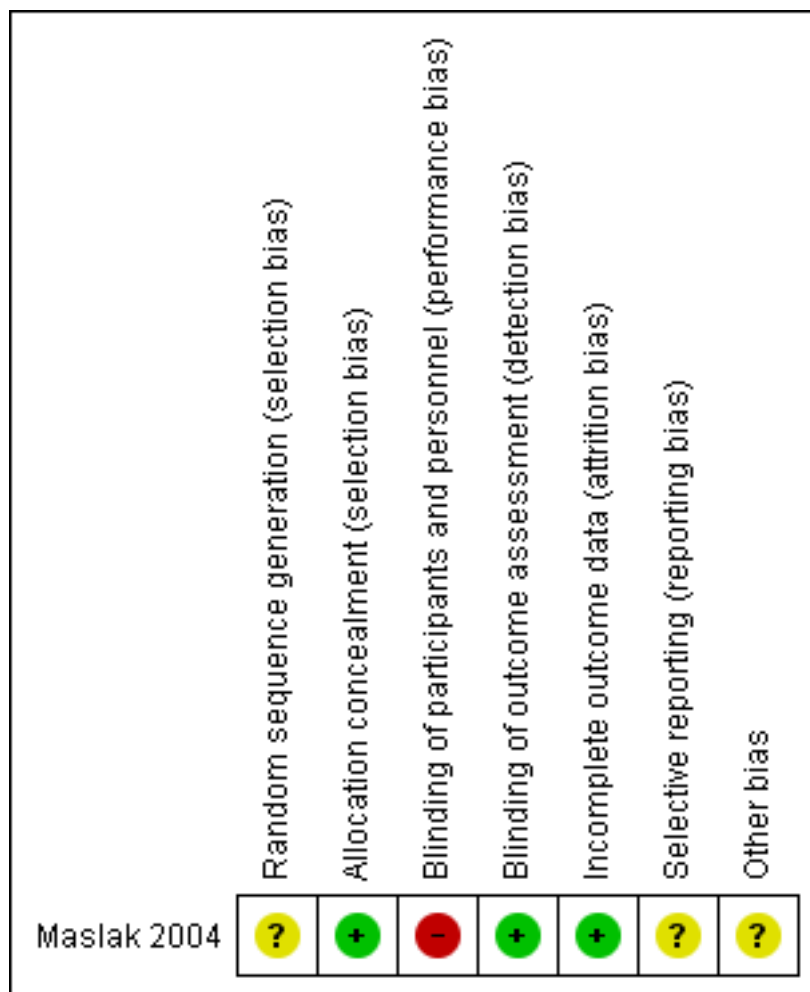 Random sequence generation (selection bias)
Allocation concealment (selection bias)
Blinding of participants and personnel (performance bias)
Blinding of outcome assessment (detection bias)
Incomplete outcome data (attrition bias)
Selective reporting (reporting bias)
Other bias
Maslak 2004 ? + - + + ? ?